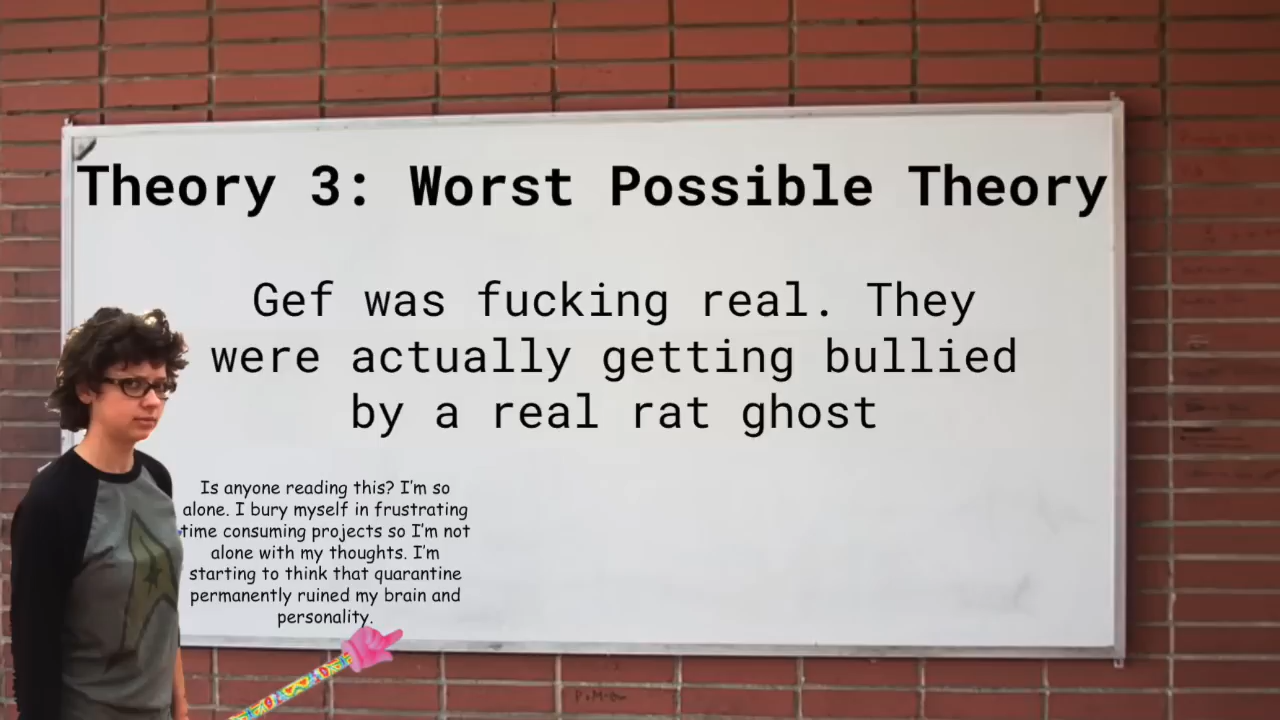 Theory 3: Worst Possible Theory
Gef was fucking real. They
were actually getting bullied
by a real rat ghost
Is anyone reading this? I'm so
alone. I bury myself in frustrating
time consuming projects so I'm not
alone with my thoughts. I'm
starting to think that quarantine
permanently ruined my brain and
personality.